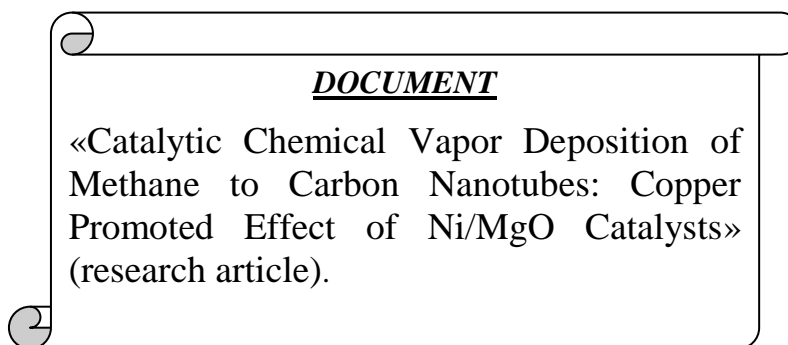 DOCUMENT
«Catalytic Chemical Vapor Deposition of
Methane to Carbon Nanotubes: Copper
Promoted Effect of Ni/MgO Catalysts»
(research article).